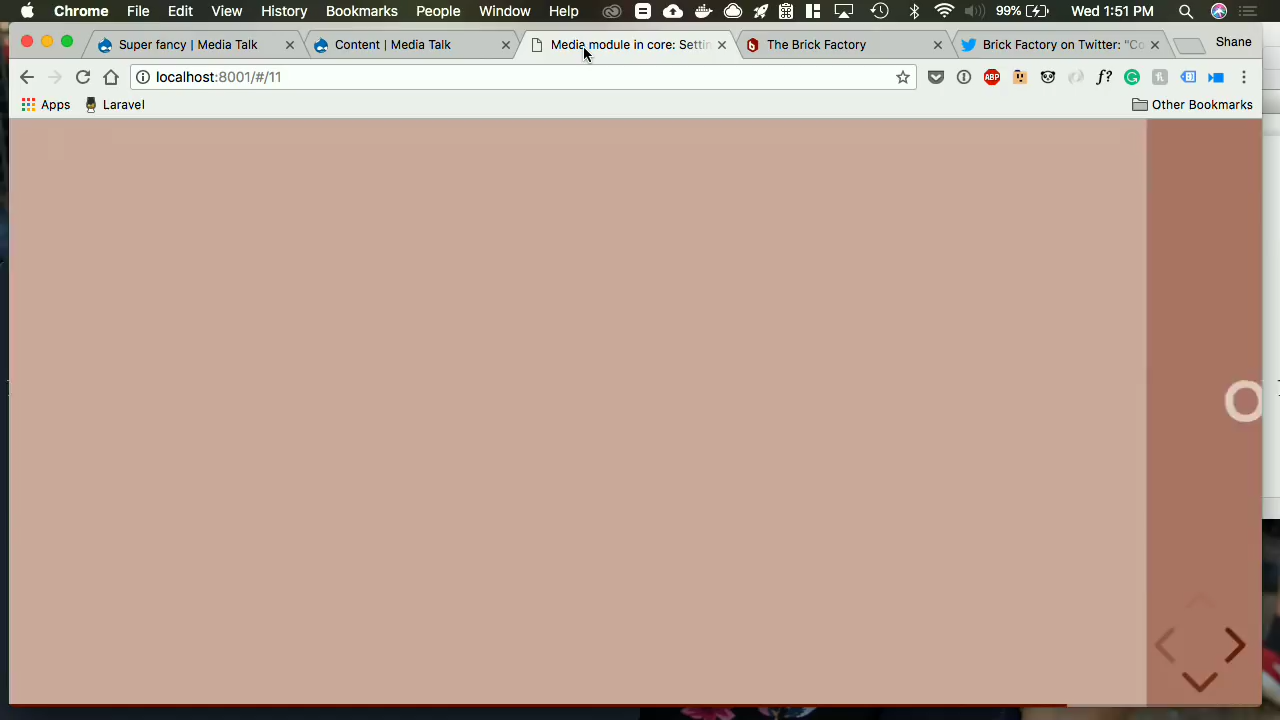 Chrome File Edit View History Bookmarks People Window Help 99% Wed 1:51 PM
Super fancy | Media Talk Content | Media Talk Media module in core: Settin The Brick Factory Brick Factory on Twitter: "Co Shane
localhost:8001/#/11 ABP f?
Apps Laravel Other Bookmarks
O